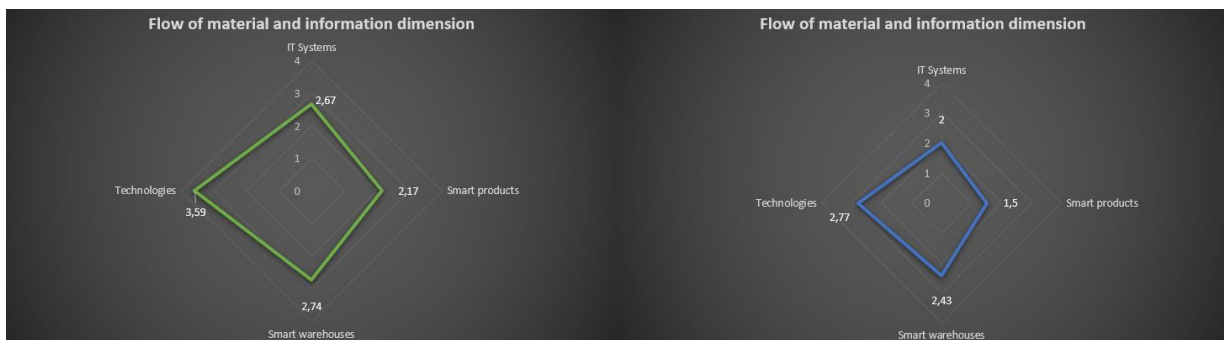 Flow of material and information dimension
IT Systems
4
3
2,67
2
1
Technologies
0
2,17
Smart products
3,59
2,74
Smart warehouses
Flow of material and information dimension
IT Systems
4
3
2
2
1
Technologies
0
1,5
Smart products
2,77
2,43
Smart warehouses